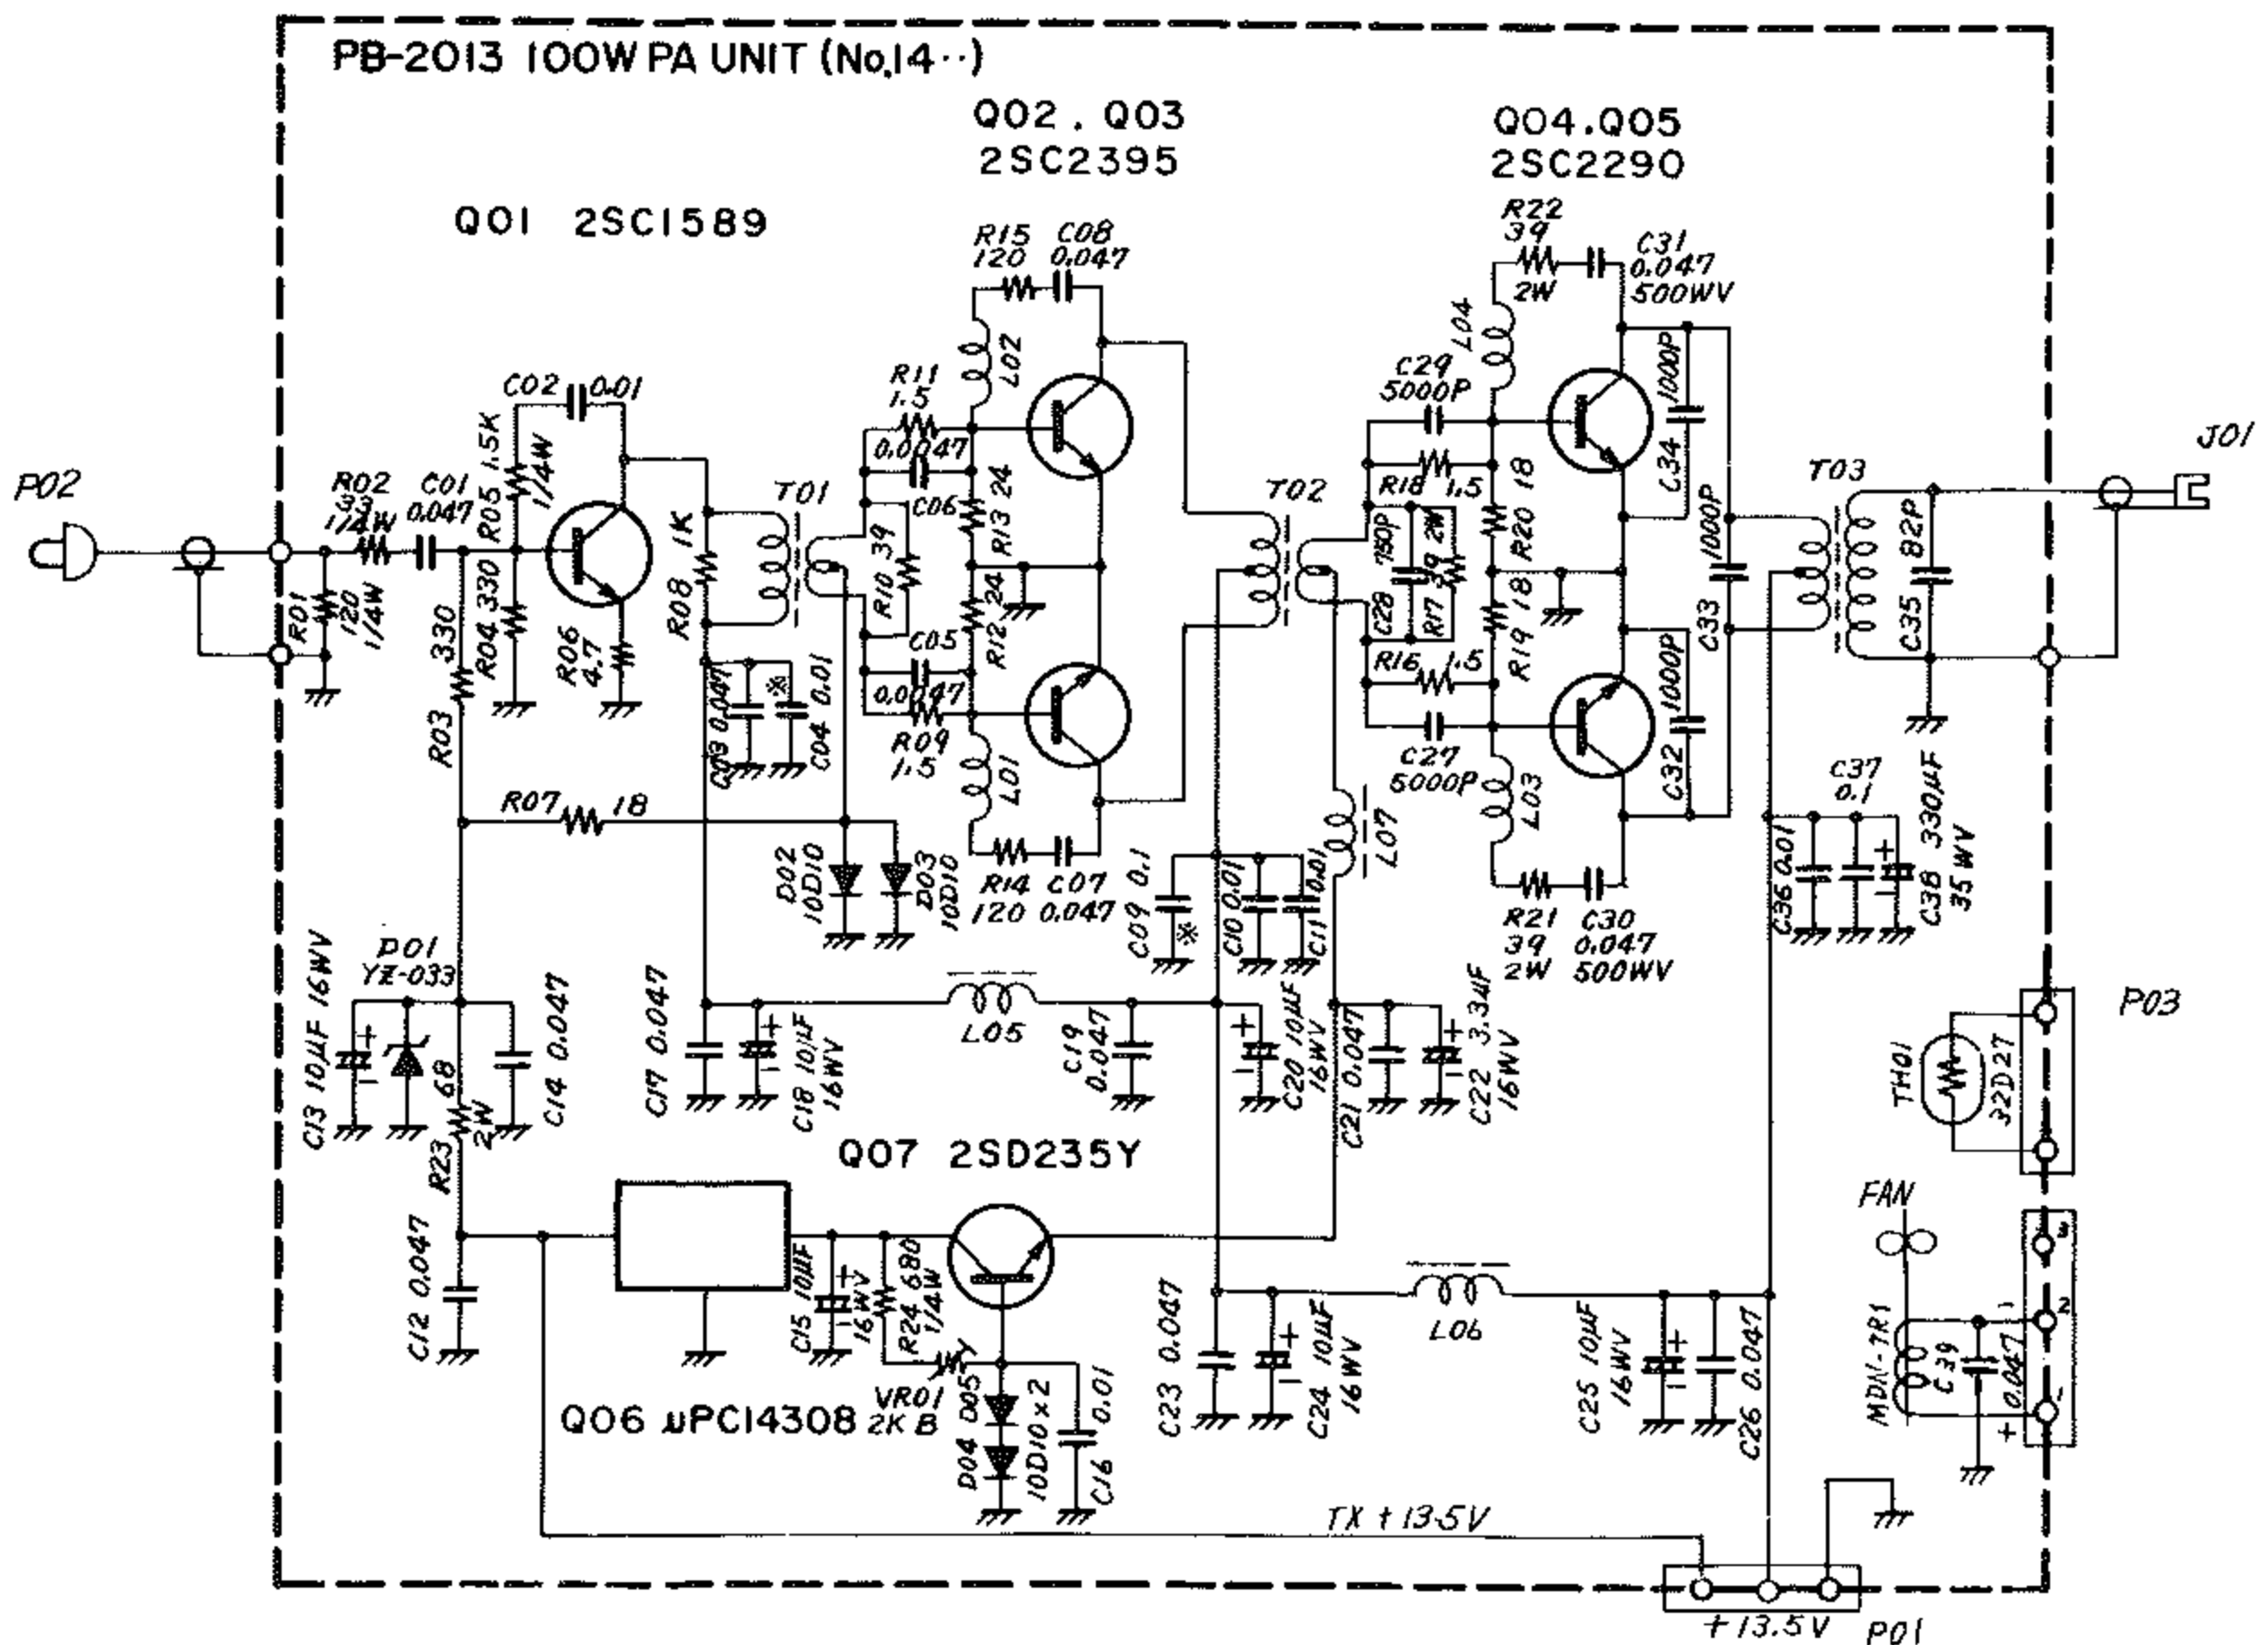 PB-2013 100W PA UNIT (No,14··)
Q02 . Q03
2SC2395
Q04.Q05
2SC2290
Q01 2SC1589
R15
120
C08
0.047
R22
39
2W
C31
0.047
500WV
L02
L04
C02 0.01
R11
1.5
0.0047
C06
C29
5000P
1000P
C34
J01
P02
R02
33
1/4W
C01
0.047
R05 1.5K
1/4W
T01
R13 24
T02
R18 1.5
R20 18
1000P
C33
T03
R01
120
1/4W
330
R03
R04 330
R06
4.7
R08 1K
R10 39
R12 24
C05
0.0047
750P
C28
R17 39 2W
R19 18
R16 1.5
82P
C35
C03 0.047
※
C04 0.01
R09
1.5
L01
C27
5000P
L03
1000P
C32
R07 18
D02
10D10
D03
10D10
R14
120
C07
0.047
C09 0.1
※
C10 0.01
C11 0.01
L07
R21
39
2W
C30
0.047
500WV
C36 0.01
C37
0.1
+
-
C38 330µF
35WV
D01
YZ-033
C13 10µF 16WV
+
-
R23 68
2W
C14 0.047
C17 0.047
+
-
C18 10µF
16WV
L05
C19
0.047
+
-
C20 10µF
16WV
C21 0.047
+
-
C22 3.3µF
16WV
TH01
32D27
P03
Q07 2SD235Y
C12 0.047
C15 10µF
16WV
+
-
R24 680
1/4W
VR01
2K B
Q06 µPC14308
D04 D05
10D10×2
C16 0.01
C23 0.047
+
-
C24 10µF
16WV
L06
C25 10µF
16WV
+
-
C26 0.047
FAN
MDN-7R1
C39
0.047
-
+
3
2
1
TX +13.5V
+13.5V
P01